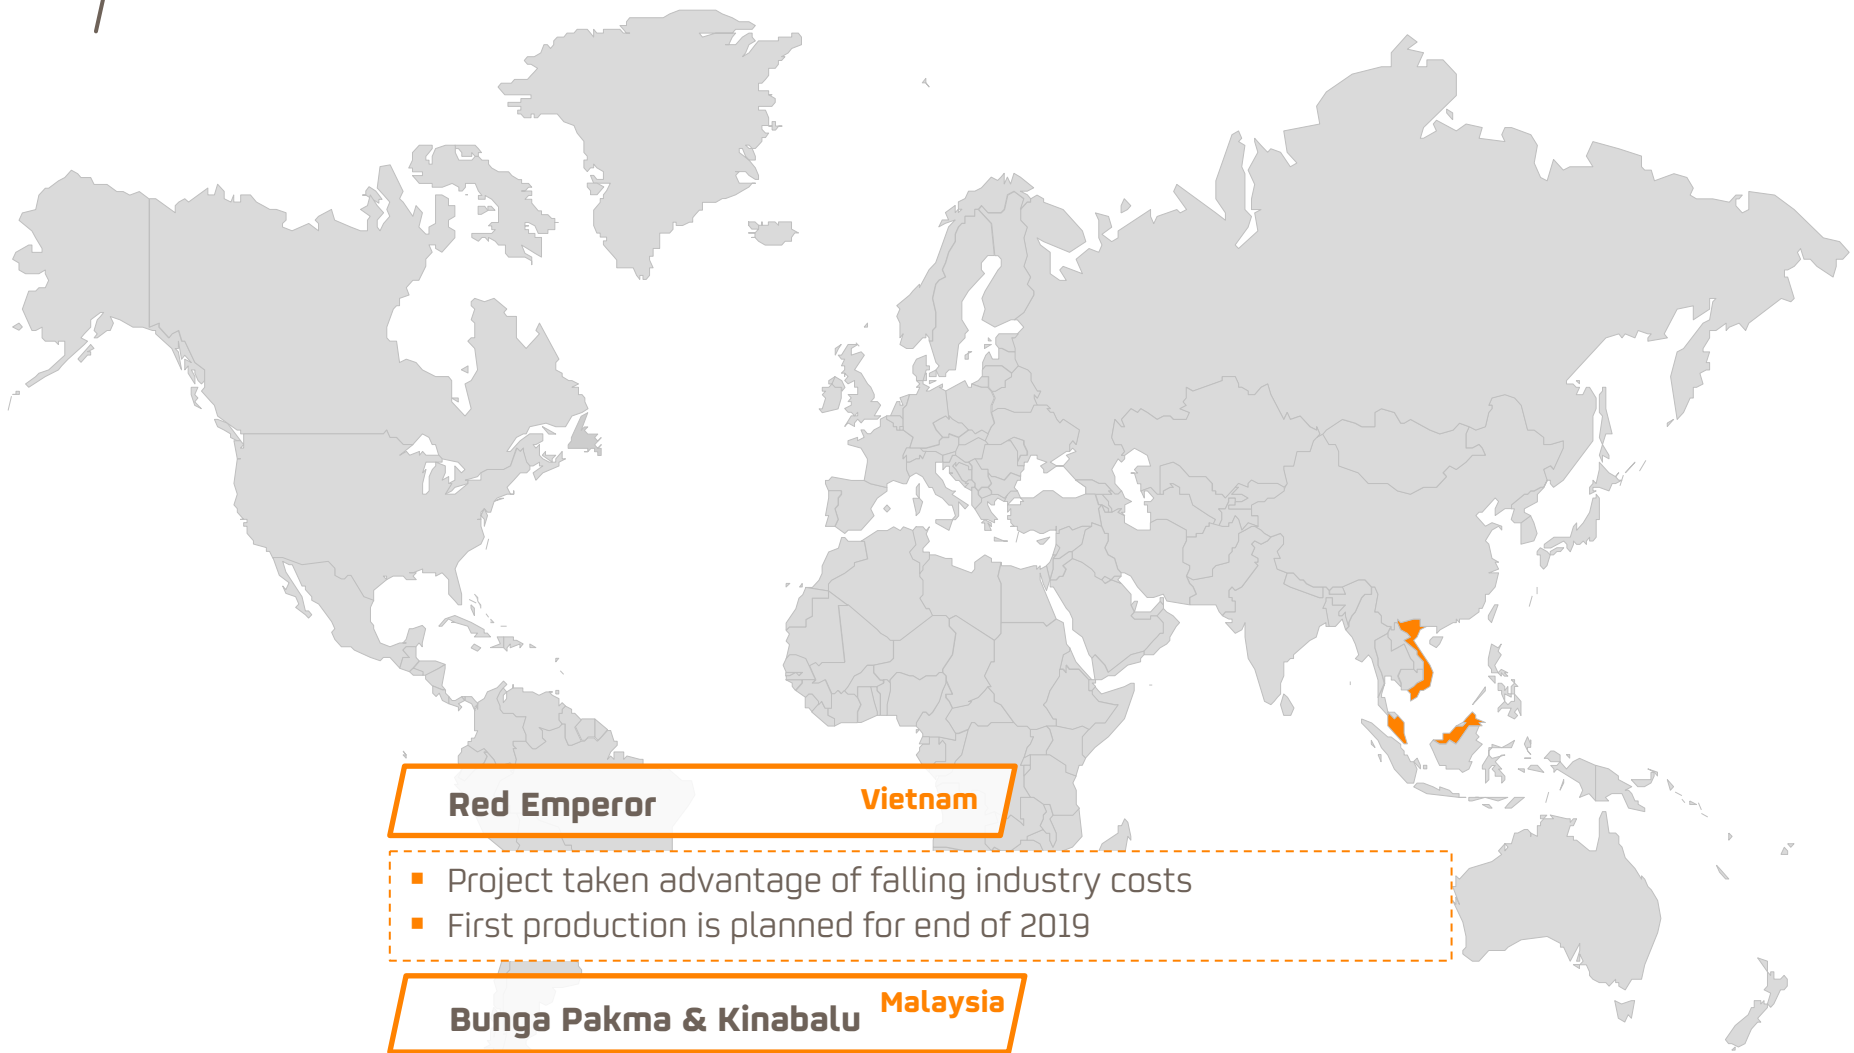 Red Emperor
Vietnam
▪ Project taken advantage of falling industry costs
▪ First production is planned for end of 2019
Bunga Pakma & Kinabalu
Malaysia